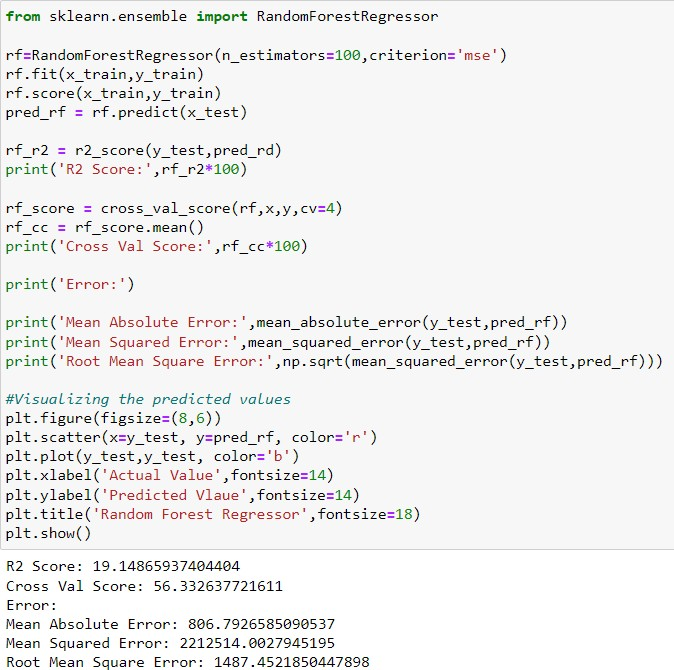 from sklearn.ensemble import RandomForestRegressor
rf=RandomForestRegressor(n_estimators=100,criterion='mse')
rf.fit(x_train,y_train)
rf.score(x_train,y_train)
pred_rf = rf.predict(x_test)
rf_r2 = r2_score(y_test,pred_rd)
print('R2 Score:',rf_r2*100)
rf_score = cross_val_score(rf,x,y,cv=4)
rf_cc = rf_score.mean()
print('Cross Val Score:',rf_cc*100)
print('Error:')
print('Mean Absolute Error:',mean_absolute_error(y_test,pred_rf))
print('Mean Squared Error:',mean_squared_error(y_test,pred_rf))
print('Root Mean Square Error:',np.sqrt(mean_squared_error(y_test,pred_rf)))
#Visualizing the predicted values
plt.figure(figsize=(8,6))
plt.scatter(x=y_test, y=pred_rf, color='r')
plt.plot(y_test,y_test, color='b')
plt.xlabel('Actual Value',fontsize=14)
plt.ylabel('Predicted Vlaue',fontsize=14)
plt.title('Random Forest Regressor',fontsize=18)
plt.show()
R2 Score: 19.14865937404404
Cross Val Score: 56.332637721611
Error:
Mean Absolute Error: 806.7926585090537
Mean Squared Error: 2212514.0027945195
Root Mean Square Error: 1487.4521850447898